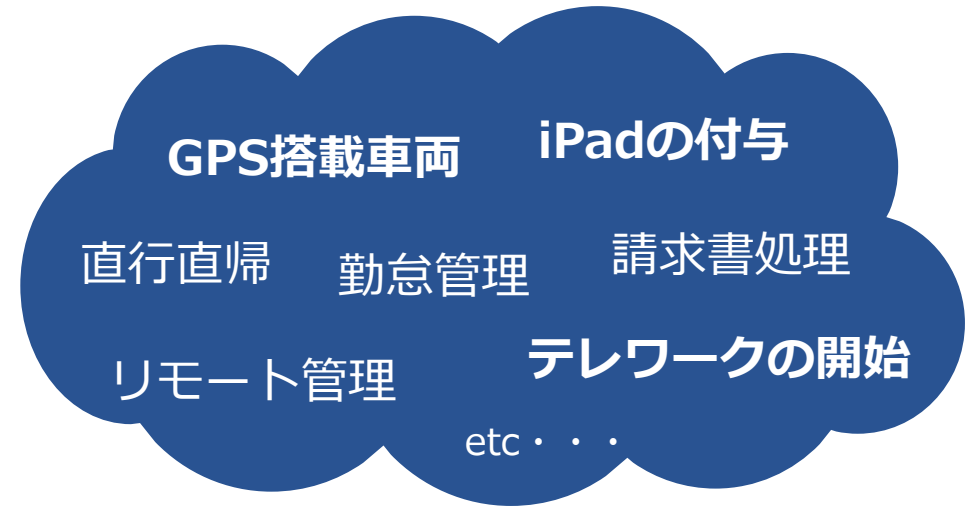 GPS搭載車両
iPadの付与
直行直帰
勤怠管理
請求書処理
リモート管理
テレワークの開始
etc・・・